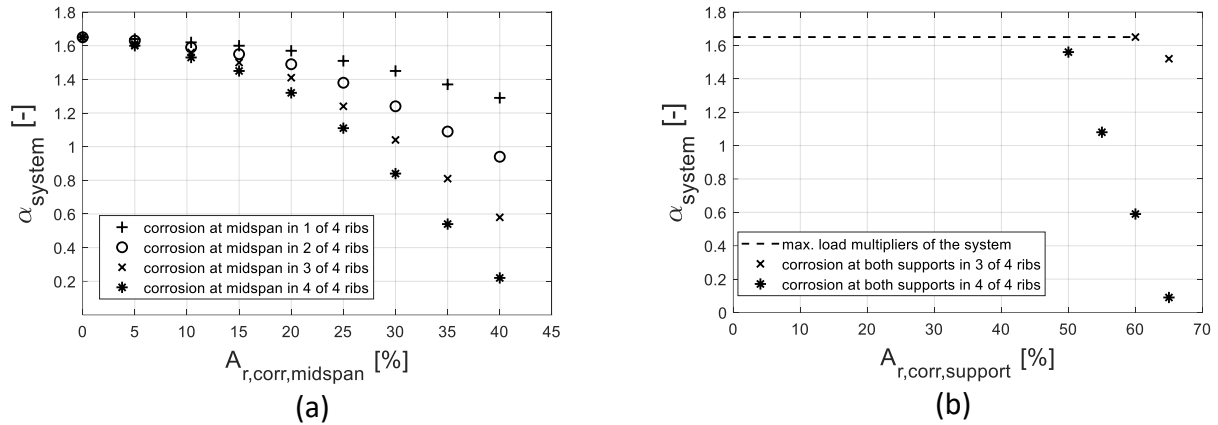 1.8
1.6
1.4
1.2
1
0.8
0.6
0.4
0.2
α system [-]
corrosion at midspan in 1 of 4 ribs
corrosion at midspan in 2 of 4 ribs
corrosion at midspan in 3 of 4 ribs
corrosion at midspan in 4 of 4 ribs
0 5 10 15 20 25 30 35 40 45
A r,corr,midspan [%]
(a)
1.8
1.6
1.4
1.2
1
0.8
0.6
0.4
0.2
0
α system [-]
max. load multipliers of the system
corrosion at both supports in 3 of 4 ribs
corrosion at both supports in 4 of 4 ribs
0 10 20 30 40 50 60 70
A r,corr,support [%]
(b)